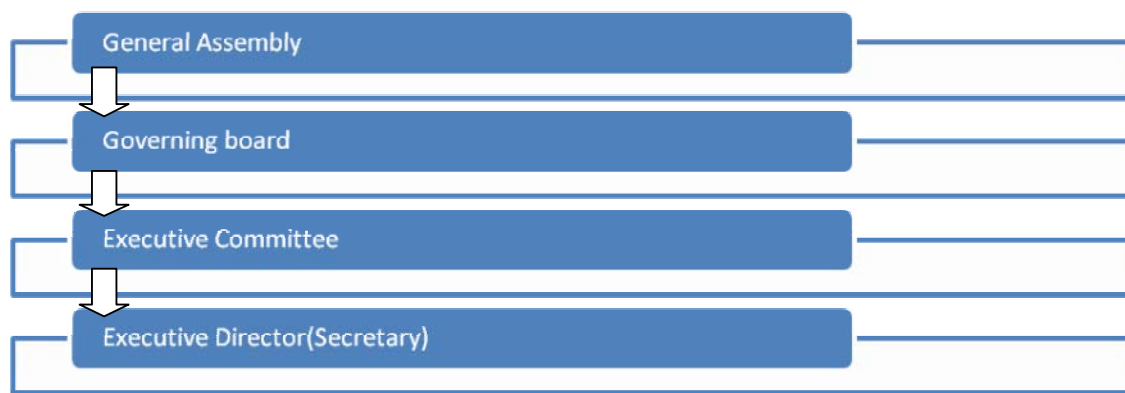 General Assembly
Governing board
Executive Committee
Executive Director(Secretary)